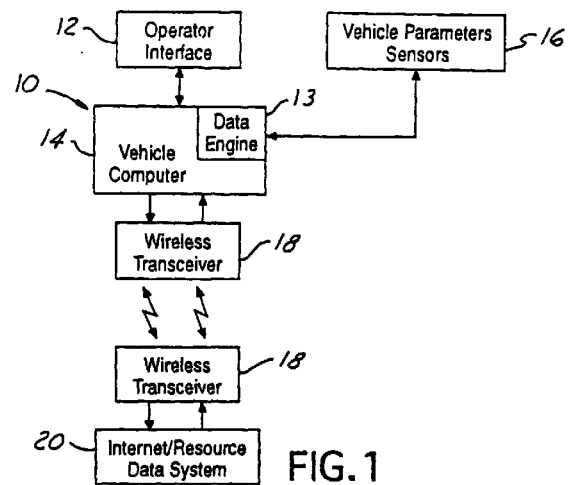 12
Operator
Interface
Vehicle Parameters
Sensors
16
10
13
Data
Engine
14
Vehicle
Computer
Wireless
Transceiver
18
Wireless
Transceiver
18
20
Internet/Resource
Data System
FIG. 1